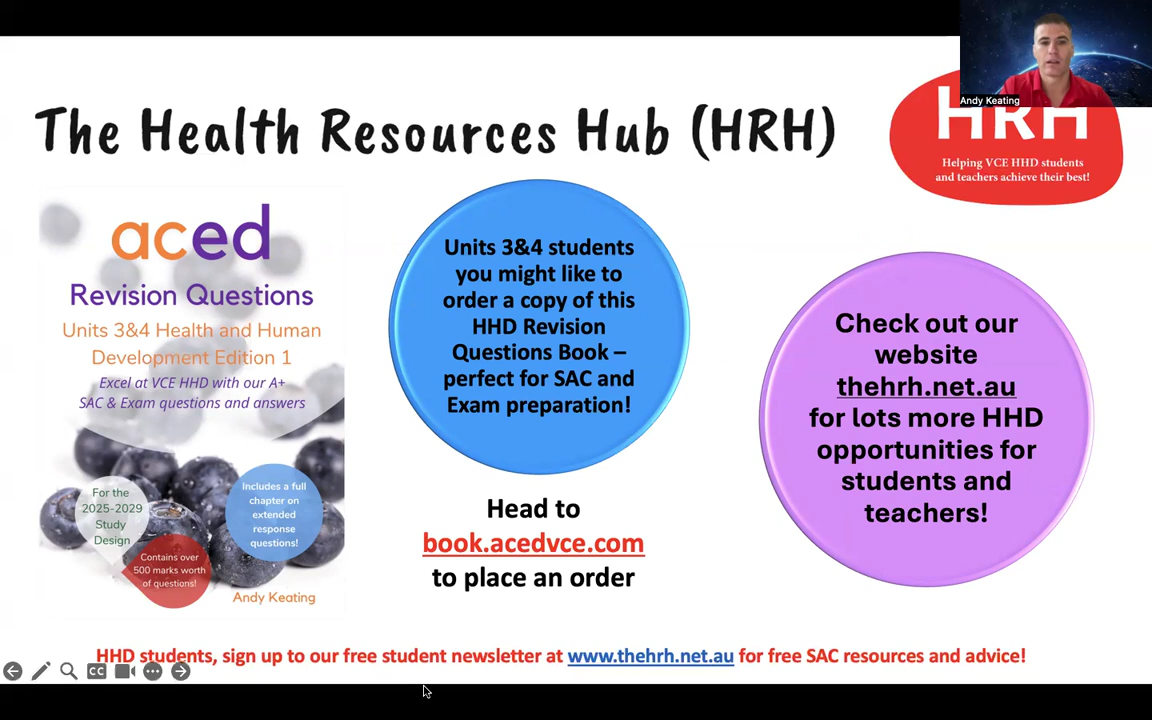 Andy Keating
The Health Resources Hub (HRH)
HRH
Helping VCE HHD students
and teachers achieve their best!
aced
Revision Questions
Units 3&4 Health and Human
Development Edition 1
Excel at VCE HHD with our A+
SAC & Exam questions and answers
For the
2025-2029
Study
Design
Includes a full
chapter on
extended
response
questions!
Contains over
500 marks worth
of questions!
Andy Keating
Units 3&4 students
you might like to
order a copy of this
HHD Revision
Questions Book –
perfect for SAC and
Exam preparation!
Head to
book.acedvce.com
to place an order
Check out our
website
thehrh.net.au
for lots more HHD
opportunities for
students and
teachers!
HHD students, sign up to our free student newsletter at www.thehrh.net.au for free SAC resources and advice!
CC